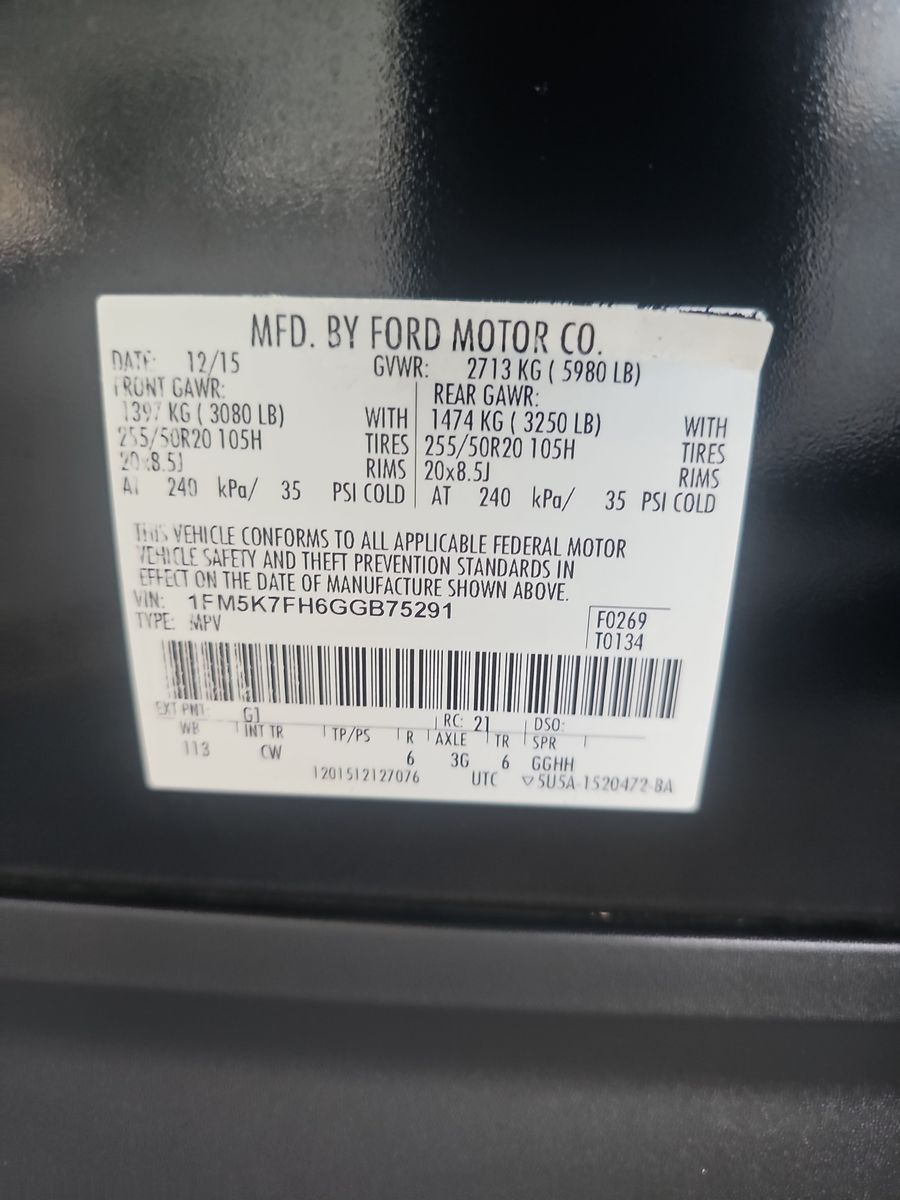 MFD. BY FORD MOTOR CO.
DATE: 12/15 GVWR: 2713 KG ( 5980 LB)
FRONT GAWR: REAR GAWR:
1397 KG ( 3080 LB) WITH 1474 KG ( 3250 LB) WITH
255/50R20 105H TIRES 255/50R20 105H TIRES
20x8.5J RIMS 20x8.5J RIMS
AT 240 kPa/ 35 PSI COLD AT 240 kPa/ 35 PSI COLD
THIS VEHICLE CONFORMS TO ALL APPLICABLE FEDERAL MOTOR
VEHICLE SAFETY AND THEFT PREVENTION STANDARDS IN
EFFECT ON THE DATE OF MANUFACTURE SHOWN ABOVE.
VIN: 1FM5K7FH6GGB75291
TYPE: MPV
F0269
T0134
EXT PNT: G1 RC: 21 DSO:
WB INT TR TP/PS R AXLE TR SPR
113 CW 6 3G 6 GGHH
1201512127076 UTC ▽5U5A-1520472-BA